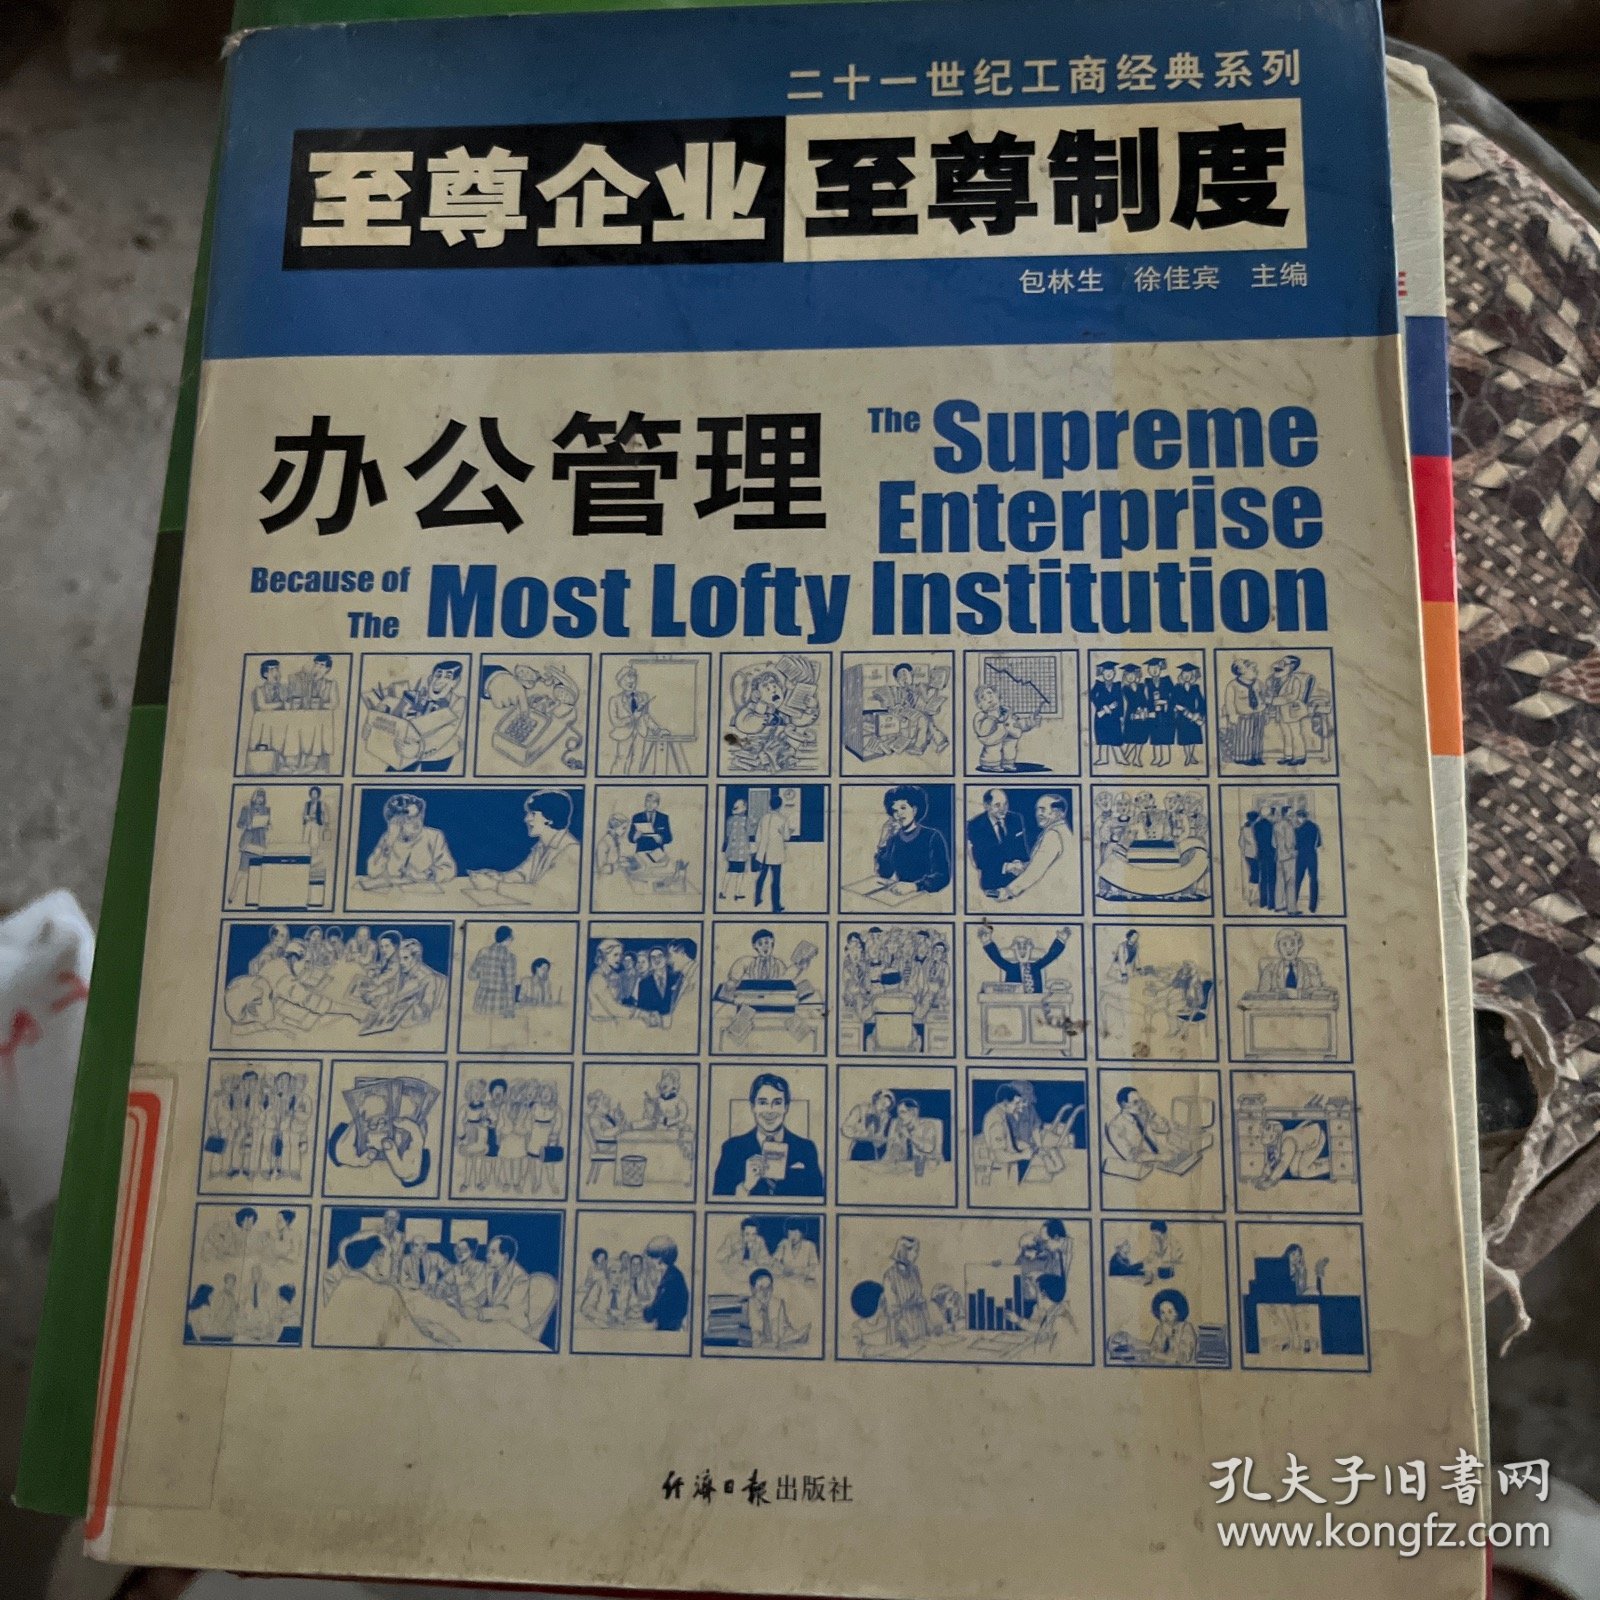 二十一世纪工商经典系列
至尊企业 至尊制度
包林生 徐佳宾 主编
办公管理
The Supreme
Enterprise
Because of
The Most Lofty Institution
经济日报出版社
孔夫子旧書网
www.kongfz.com